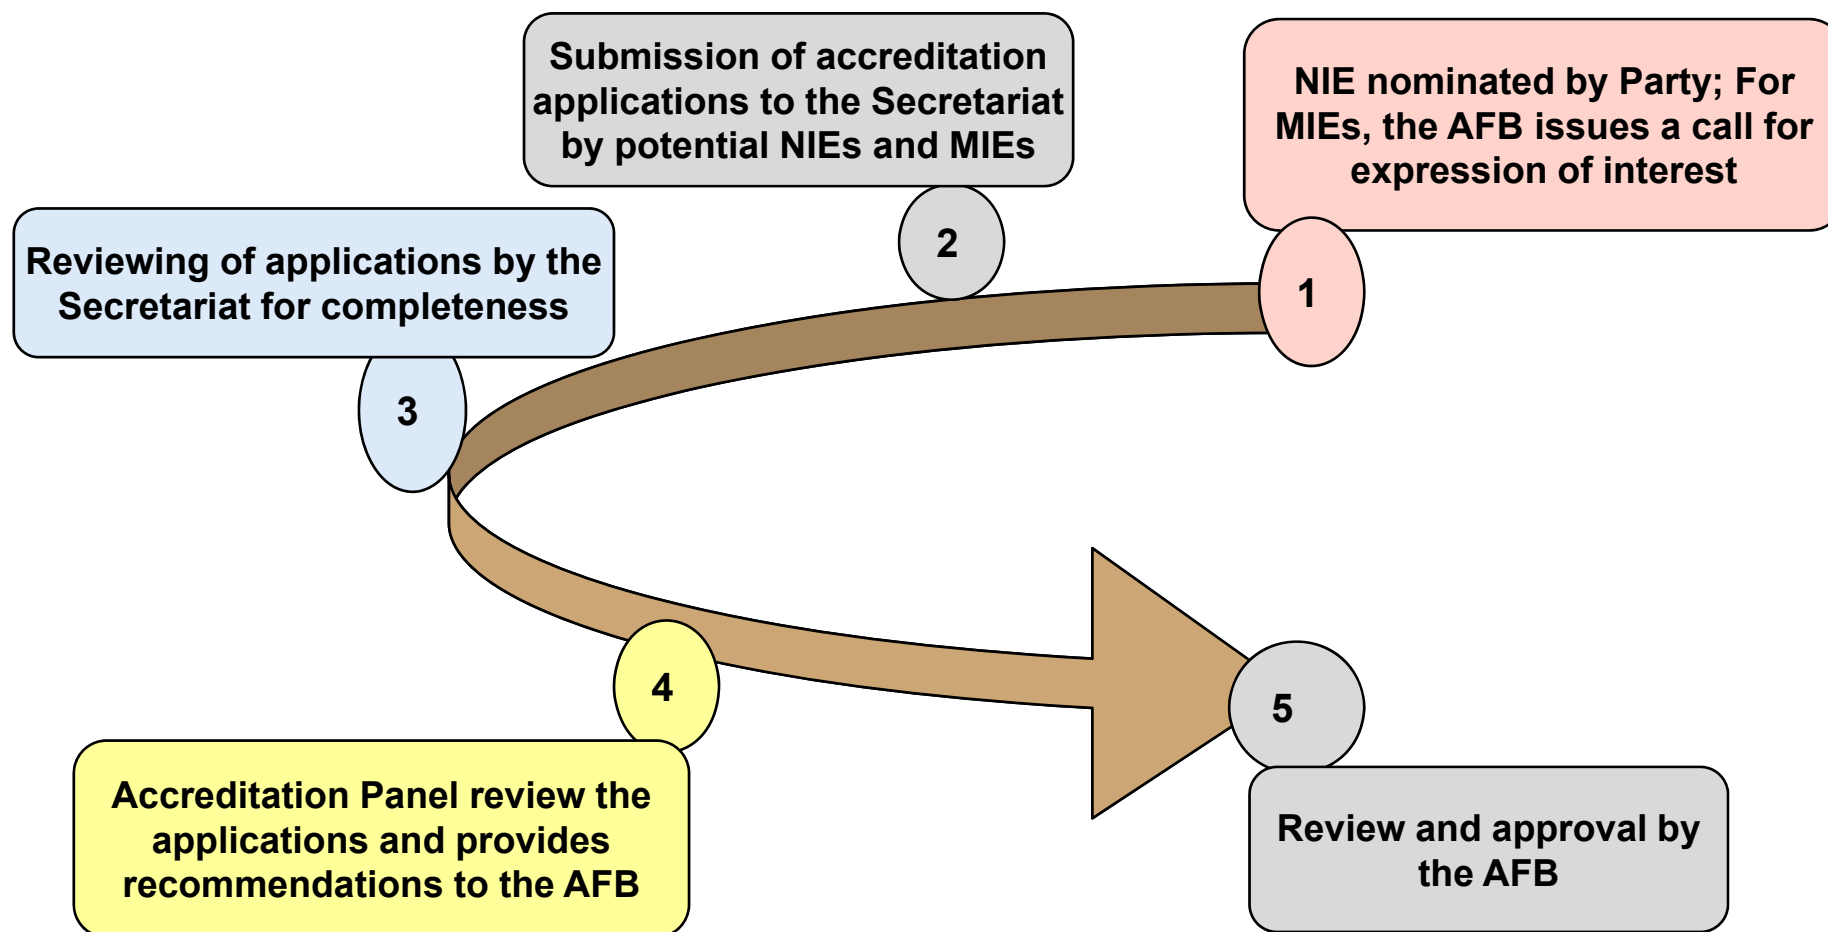 NIE nominated by Party; For
MIEs, the AFB issues a call for
expression of interest
1
Submission of accreditation
applications to the Secretariat
by potential NIEs and MIEs
2
Reviewing of applications by the
Secretariat for completeness
3
4
Accreditation Panel review the
applications and provides
recommendations to the AFB
5
Review and approval by
the AFB